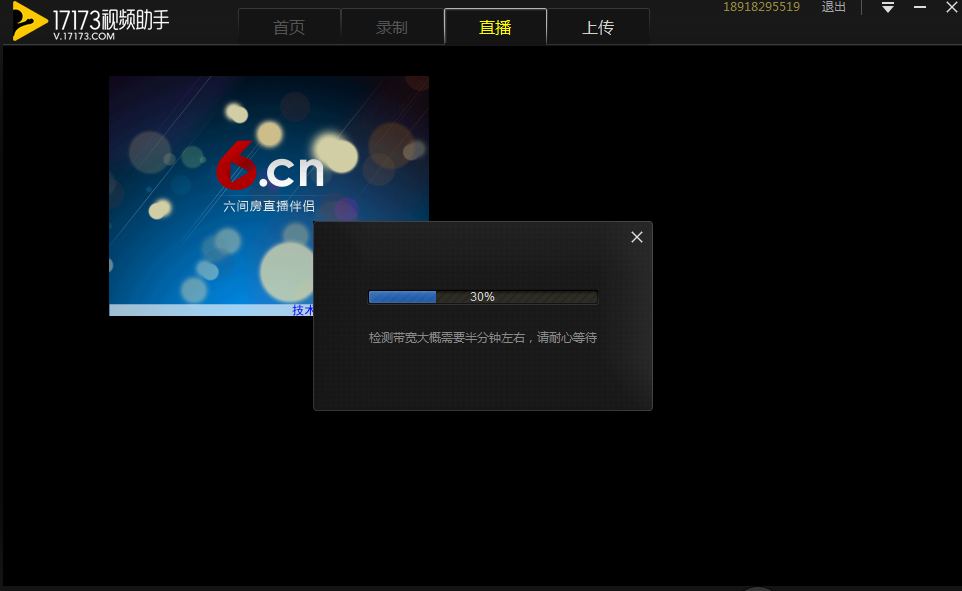 17173视频助手
V.17173.COM
首页
录制
直播
上传
18918295519
退出
6.cn
六间房直播伴侣
技术
30%
检测带宽大概需要半分钟左右，请耐心等待